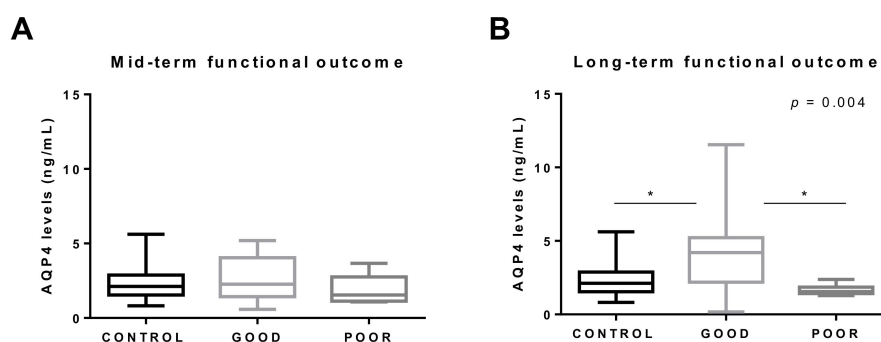 A
Mid-term functional outcome
AQP4 levels (ng/mL)
15
10
5
0
CONTROL GOOD POOR
B
Long-term functional outcome
p = 0.004
AQP4 levels (ng/mL)
15
10
5
0
* *
CONTROL GOOD POOR